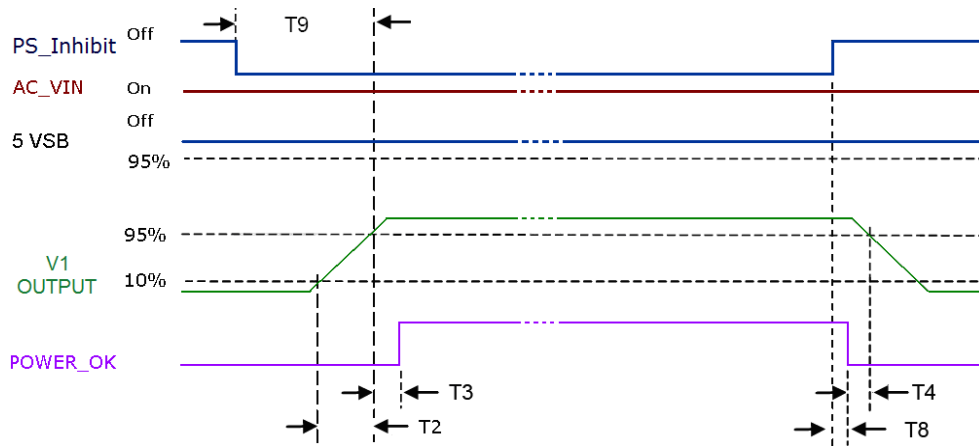 T9
Off
PS_Inhibit
AC_VIN
On
Off
5 VSB
95%
95%
V1
OUTPUT
10%
POWER_OK
T3
T4
T2
T8